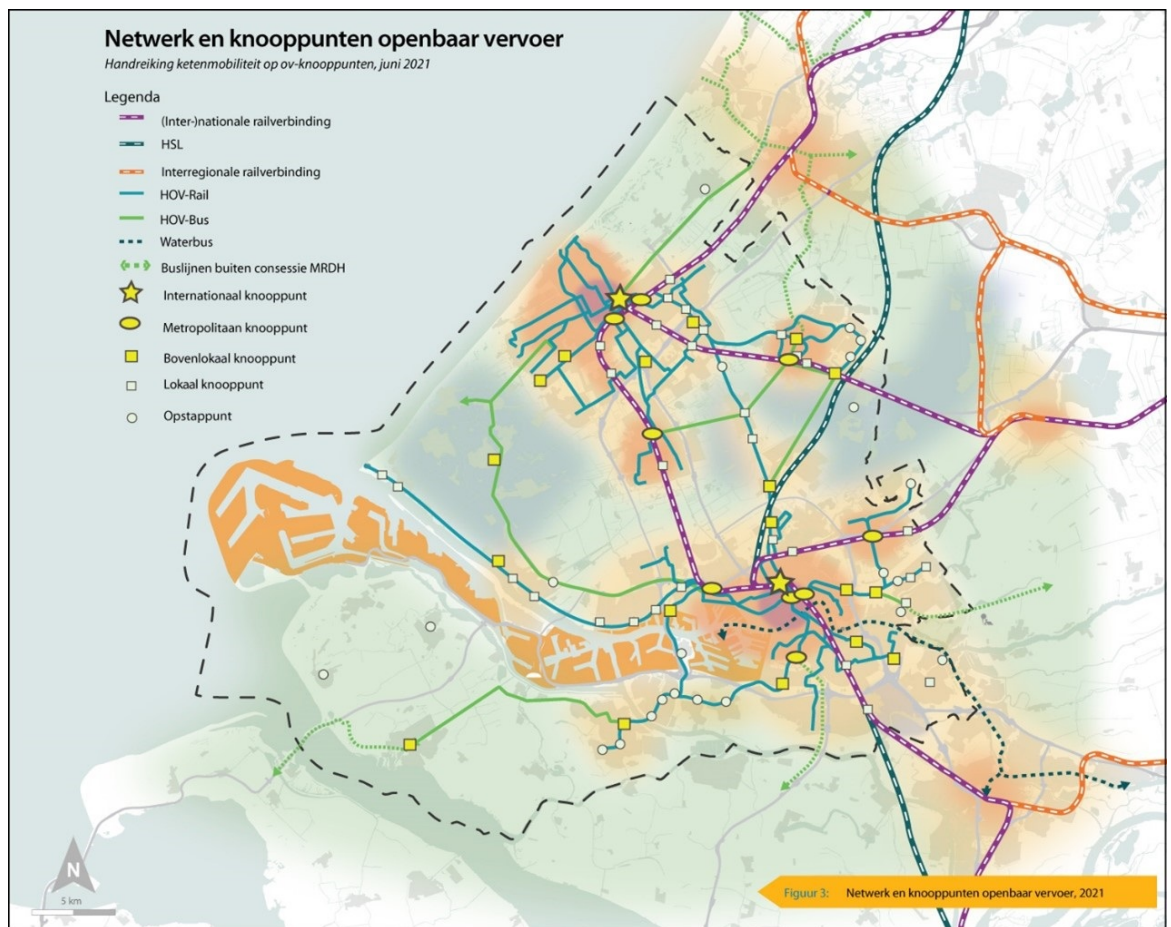 Netwerk en knooppunten openbaar vervoer
Handreiking ketenmobiliteit op ov-knooppunten, juni 2021
Legenda
(Inter-)nationale railverbinding
HSL
Interregionale railverbinding
HOV-Rail
HOV-Bus
Waterbus
Buslijnen buiten consessie MRDH
Internationaal knooppunt
Metropolitaan knooppunt
Bovenlokaal knooppunt
Lokaal knooppunt
Opstappunt
N
5 km
Figuur 3: Netwerk en knooppunten openbaar vervoer, 2021